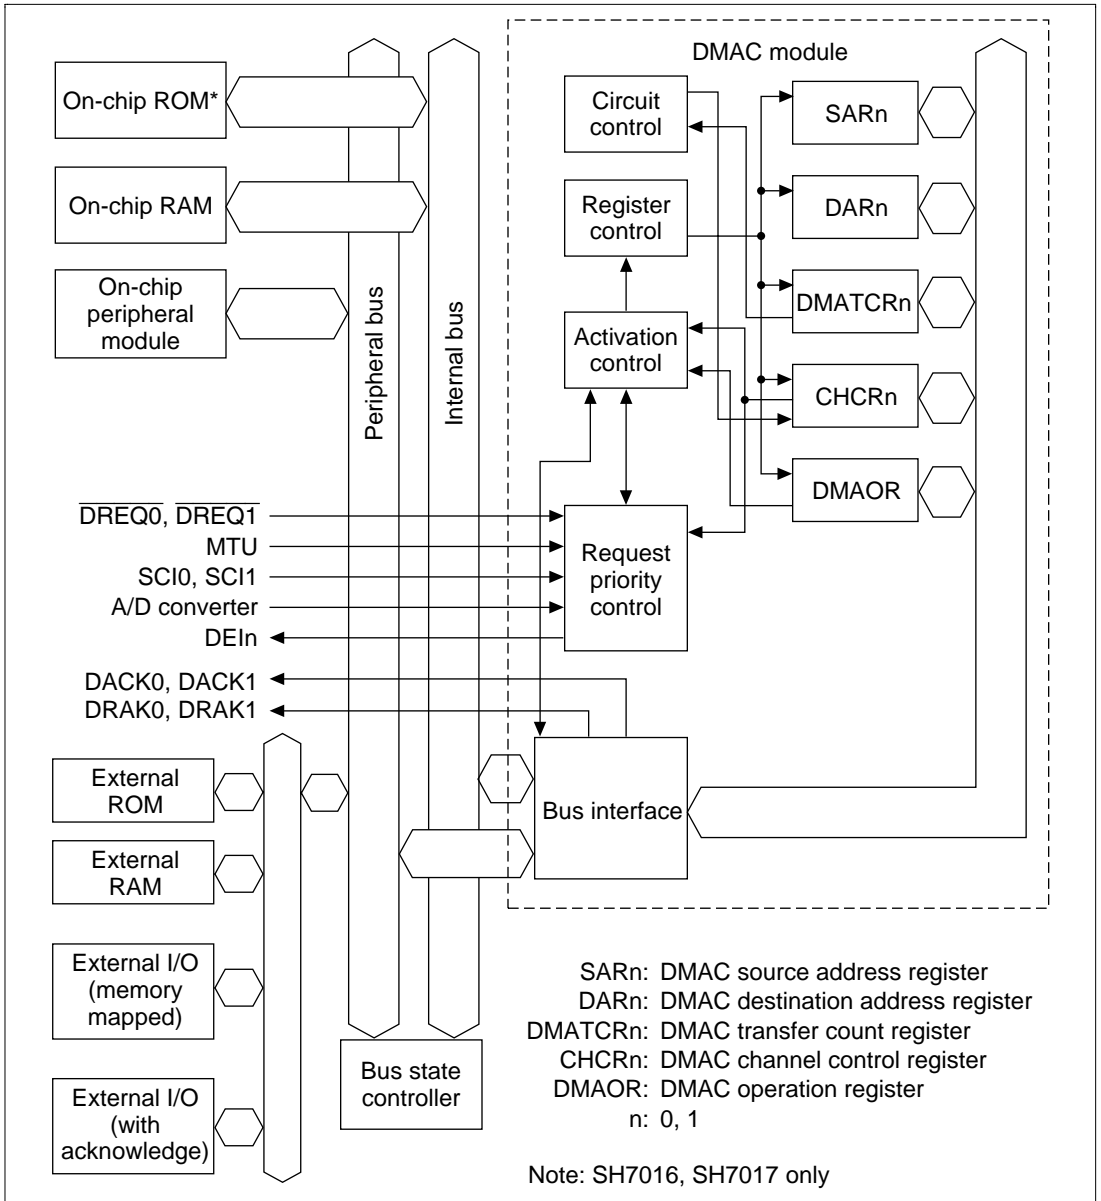 DMAC module
On-chip ROM*
Circuit
control
SARn
On-chip RAM
Register
control
DARn
On-chip
peripheral
module
Peripheral bus
Internal bus
DMATCRn
Activation
control
CHCRn
DMAOR
DREQ0, DREQ1
MTU
SCI0, SCI1
A/D converter
DEIn
Request
priority
control
DACK0, DACK1
DRAK0, DRAK1
External
ROM
Bus interface
External
RAM
External I/O
(memory
mapped)
External I/O
(with
acknowledge)
Bus state
controller
SARn: DMAC source address register
DARn: DMAC destination address register
DMATCRn: DMAC transfer count register
CHCRn: DMAC channel control register
DMAOR: DMAC operation register
n: 0, 1
Note: SH7016, SH7017 only